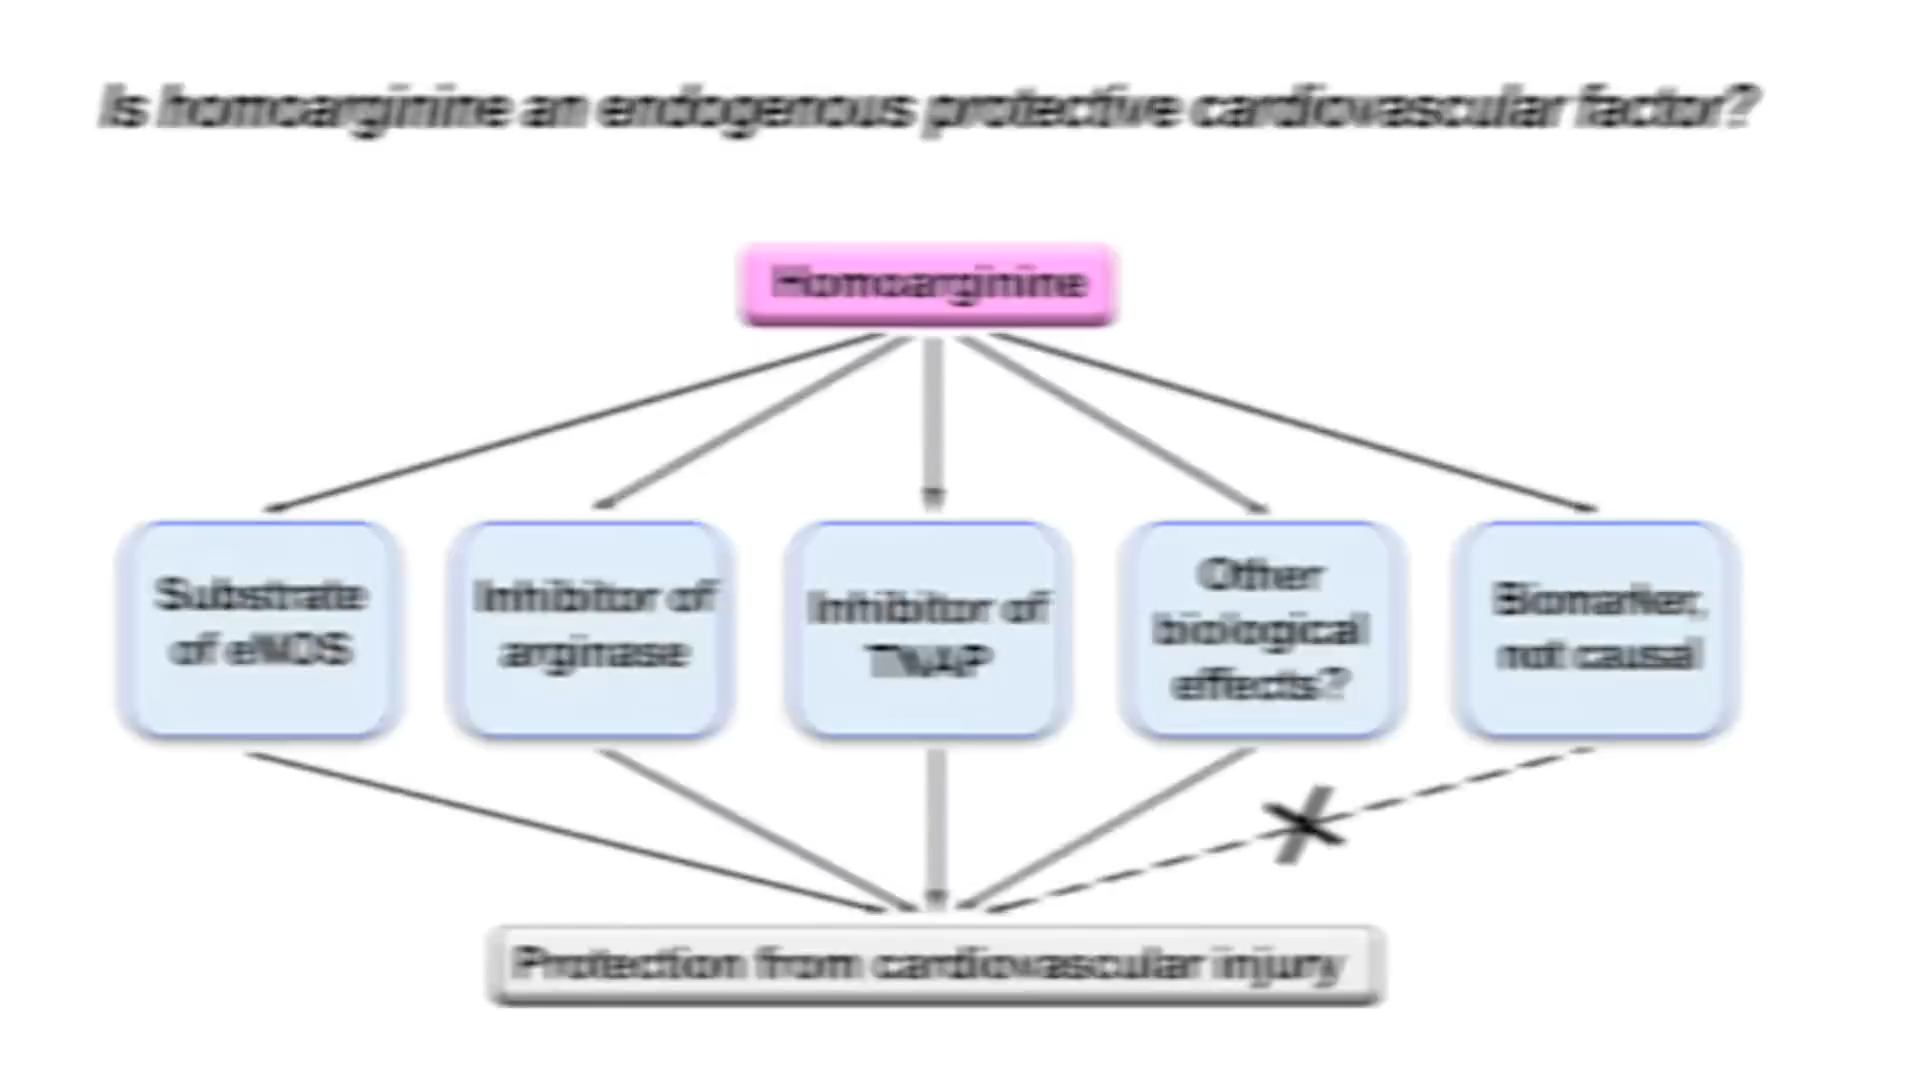 Is homoarginine an endogenous protective cardiovascular factor?
Homoarginine
Substrate
of eNOS
Inhibitor of
arginase
Inhibitor of
TNAP
Other
biological
effects?
Biomarker,
not causal
Protection from cardiovascular injury